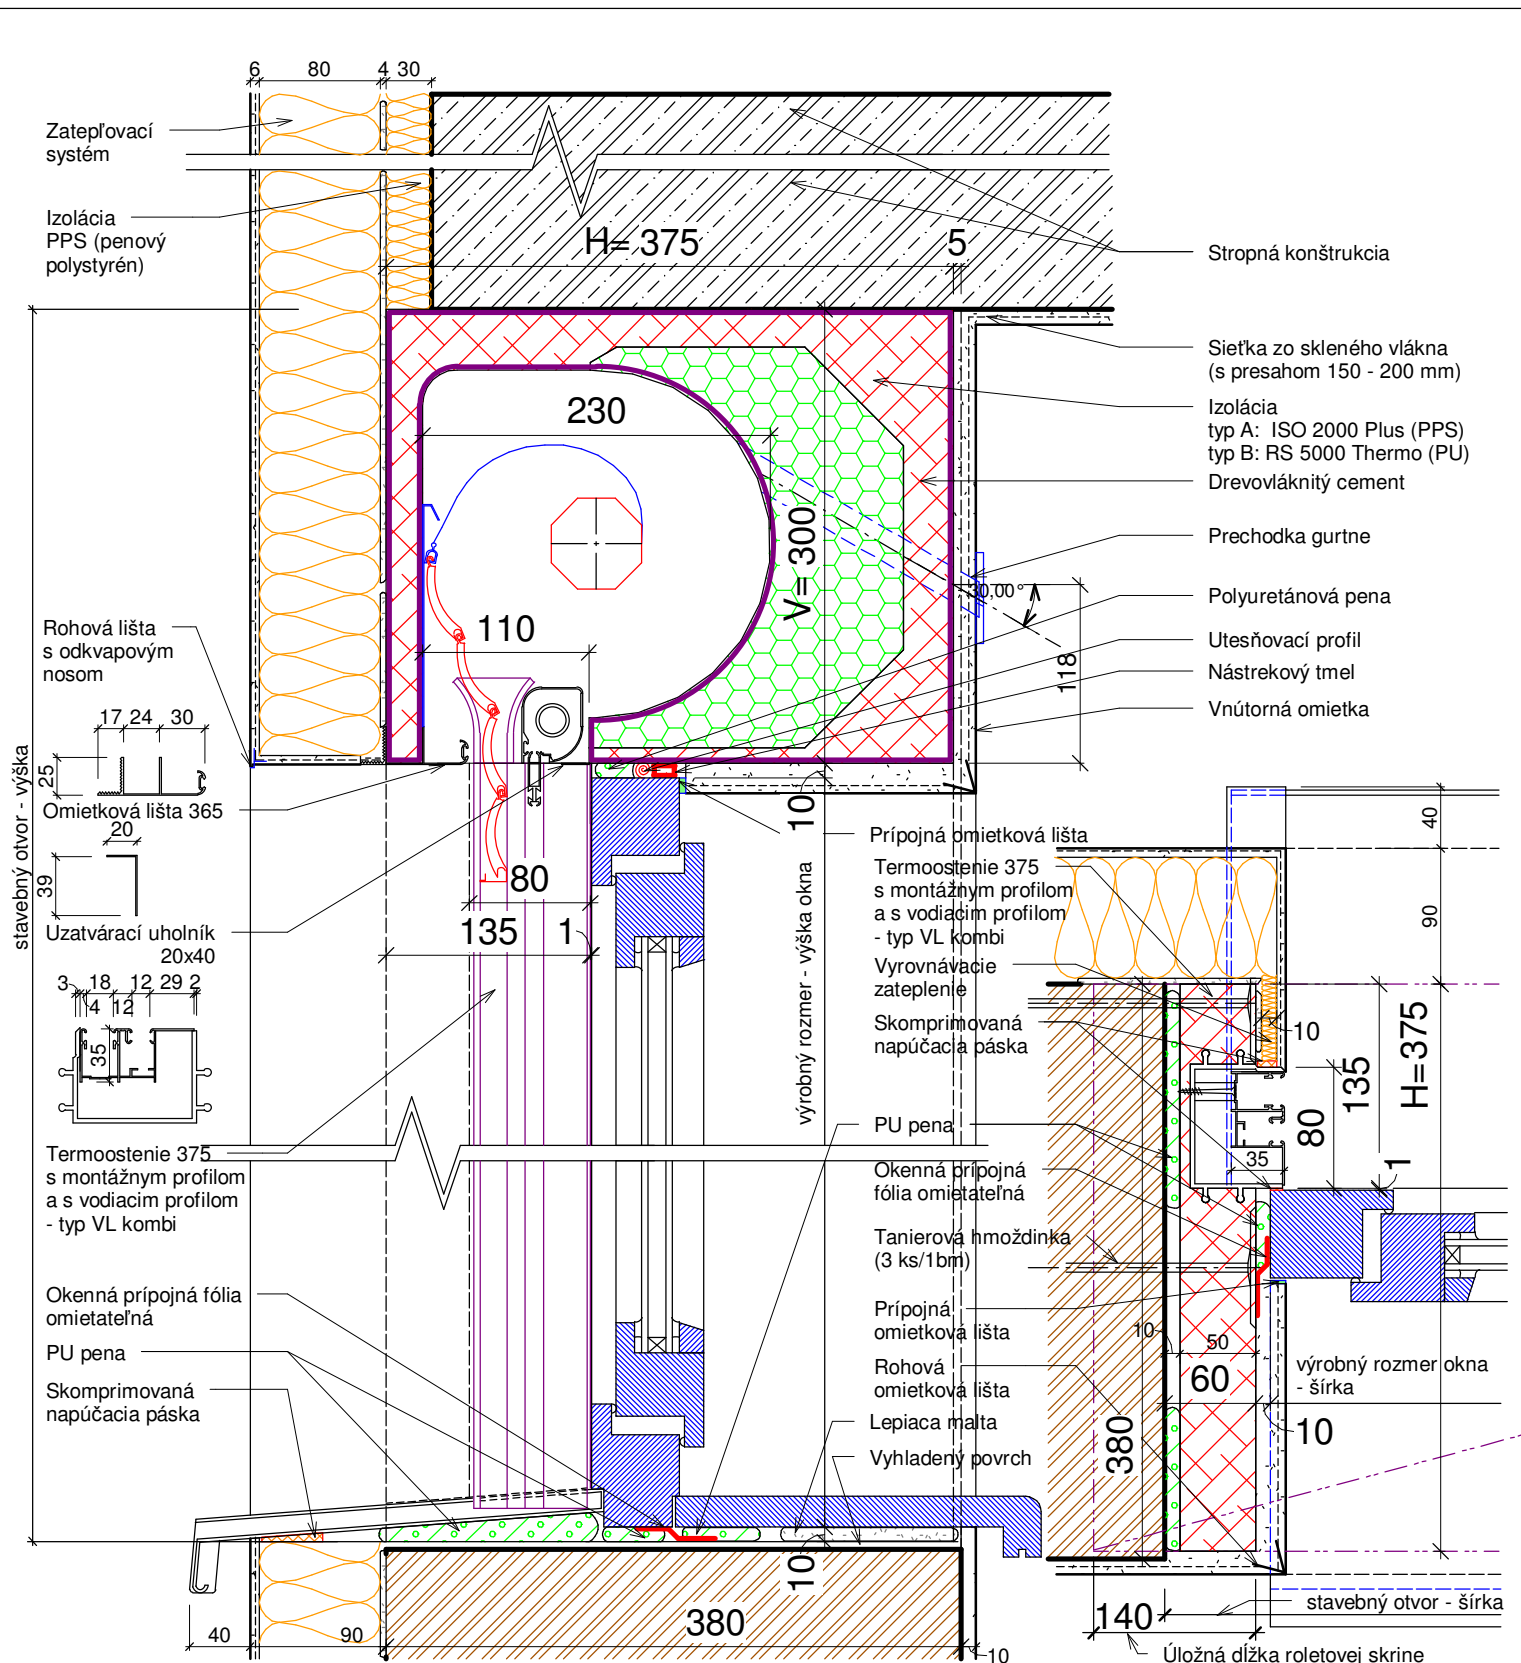 6 80 4 30
Zatepľovací
systém
Izolácia
PPS (penový
polystyrén)
H= 375
5
Stropná konštrukcia
Sieťka zo skleného vlákna
(s presahom 150 - 200 mm)
Izolácia
typ A: ISO 2000 Plus (PPS)
typ B: RS 5000 Thermo (PU)
Drevovláknitý cement
Prechodka gurtne
Polyuretánová pena
Utesňovací profil
Nástrekový tmel
Vnútorná omietka
230
V= 300
110
30,00°
118
Rohová lišta
s odkvapovým
nosom
17 24 30
25
Omietková lišta 365
20
39
Uzatvárací uholník
20x40
3 18 12 29 2
4 12
35
stavebný otvor - výška
Termoostenie 375
s montážnym profilom
a s vodiacim profilom
- typ VL kombi
Okenná prípojná fólia
omietateľná
PU pena
Skomprimovaná
napúčacia páska
80
135 1
10
výrobný rozmer - výška okna
Prípojná omietková lišta
Termoostenie 375
s montážnym profilom
a s vodiacim profilom
- typ VL kombi
Vyrovnávacie
zateplenie
Skomprimovaná
napúčacia páska
PU pena
Okenná prípojná
fólia omietateľná
Tanierová hmoždinka
(3 ks/1bm)
Prípojná
omietková lišta
Rohová
omietková lišta
Lepiaca malta
Vyhladený povrch
40
90
10
H=375
135
80
35
1
10
50
60
výrobný rozmer okna
- šírka
10
380
10
40 90 380 10
140
stavebný otvor - šírka
Úložná dĺžka roletovej skrine